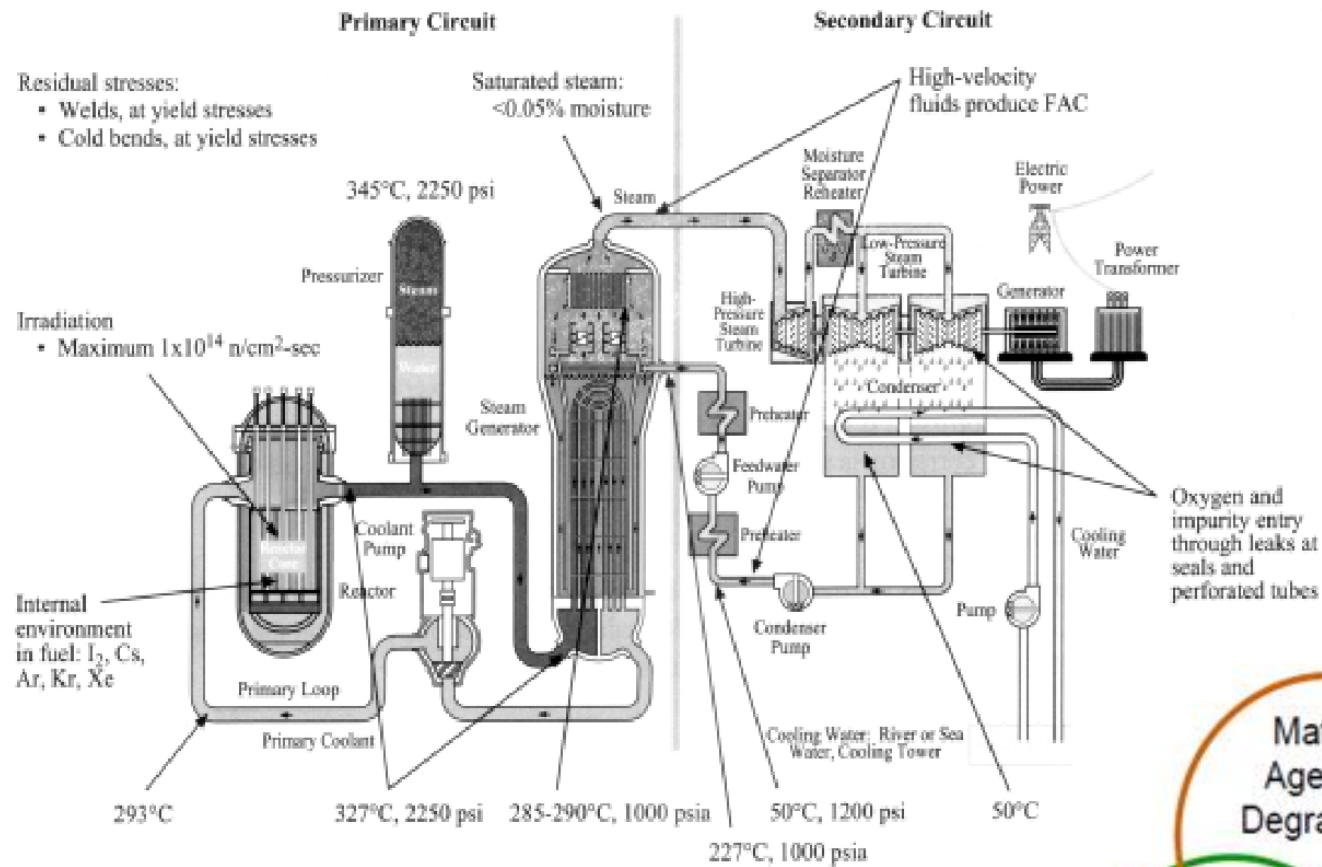 Primary Circuit
Secondary Circuit
Residual stresses:
• Welds, at yield stresses
• Cold bends, at yield stresses
Saturated steam:
<0.05% moisture
High-velocity
fluids produce FAC
345°C, 2250 psi
Steam
Moisture
Separator
Reheater
Electric
Power
Pressurizer
Steam
Low-Pressure
Steam
Turbine
Power
Transformer
Generator
High-
Pressure
Steam
Turbine
Irradiation
• Maximum 1x10¹⁴ n/cm²-sec
Water
Condenser
Steam
Generator
Preheater
Feedwater
Pump
Oxygen and
impurity entry
through leaks at
seals and
perforated tubes
Coolant
Pump
Preheater
Cooling
Water
Reactor
Core
Reactor
Internal
environment
in fuel: I₂, Cs,
Ar, Kr, Xe
Pump
Condenser
Pump
Primary Loop
Primary Coolant
Cooling Water: River or Sea
Water, Cooling Tower
293°C
327°C, 2250 psi
285-290°C, 1000 psia
50°C, 1200 psi
50°C
227°C, 1000 psia